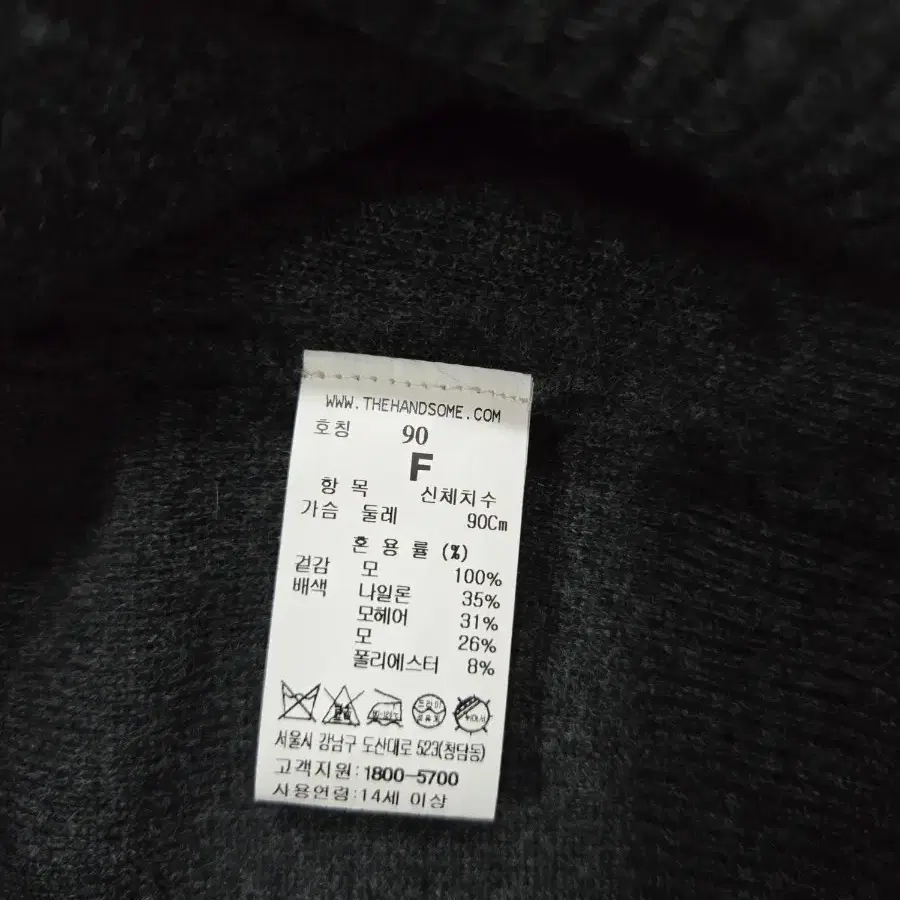 WWW.THEHANDSOME.COM
호칭 90
F
항 목 신체치수
가슴 둘레 90Cm
혼 용 률 (%)
겉감 모 100%
배색 나일론 35%
모헤어 31%
모 26%
폴리에스터 8%
서울시 강남구 도산대로 523(청담동)
고객지원:1800-5700
사용연령:14세 이상